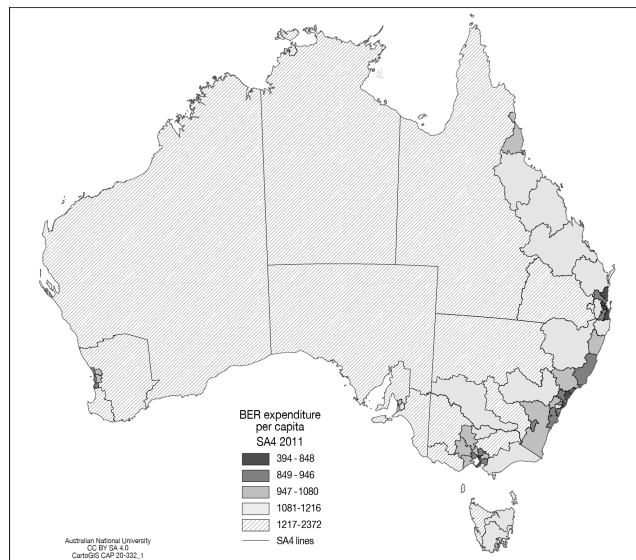 BER expenditure
per capita
SA4 2011
394 - 848
849 - 946
947 - 1080
1081-1216
1217-2372
SA4 lines
Australian National University
CC BY SA 4.0
CartoGIS CAP 20-332_1